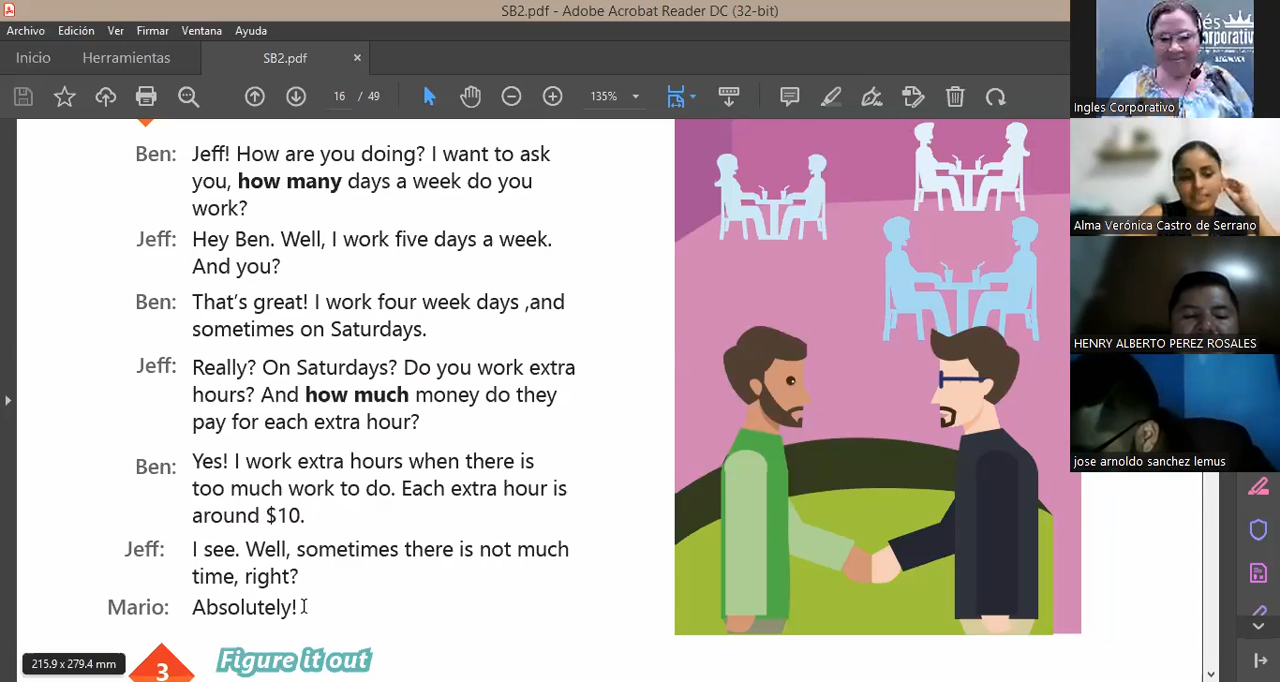 SB2.pdf - Adobe Acrobat Reader DC (32-bit)
Archivo Edición Ver Firmar Ventana Ayuda
Inicio Herramientas SB2.pdf ×
16 / 49 135%
Ben: Jeff! How are you doing? I want to ask
you, how many days a week do you
work?
Jeff: Hey Ben. Well, I work five days a week.
And you?
Ben: That's great! I work four week days ,and
sometimes on Saturdays.
Jeff: Really? On Saturdays? Do you work extra
hours? And how much money do they
pay for each extra hour?
Ben: Yes! I work extra hours when there is
too much work to do. Each extra hour is
around $10.
Jeff: I see. Well, sometimes there is not much
time, right?
Mario: Absolutely!
3 Figure it out
215.9 x 279.4 mm
Ingles Corporativo
Alma Verónica Castro de Serrano
HENRY ALBERTO PEREZ ROSALES
jose arnoldo sanchez lemus